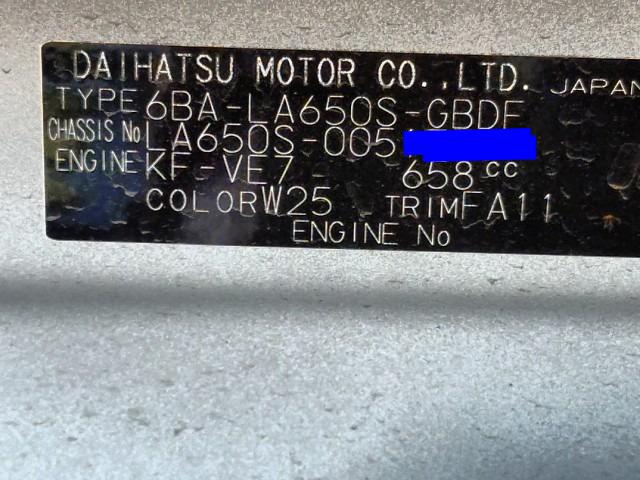 DAIHATSU MOTOR CO.,LTD. JAPAN
TYPE 6BA-LA650S-GBDF
CHASSIS No LA650S-005
ENGINE KF-VE7 658cc
COLOR W25 TRIM FA11
ENGINE No